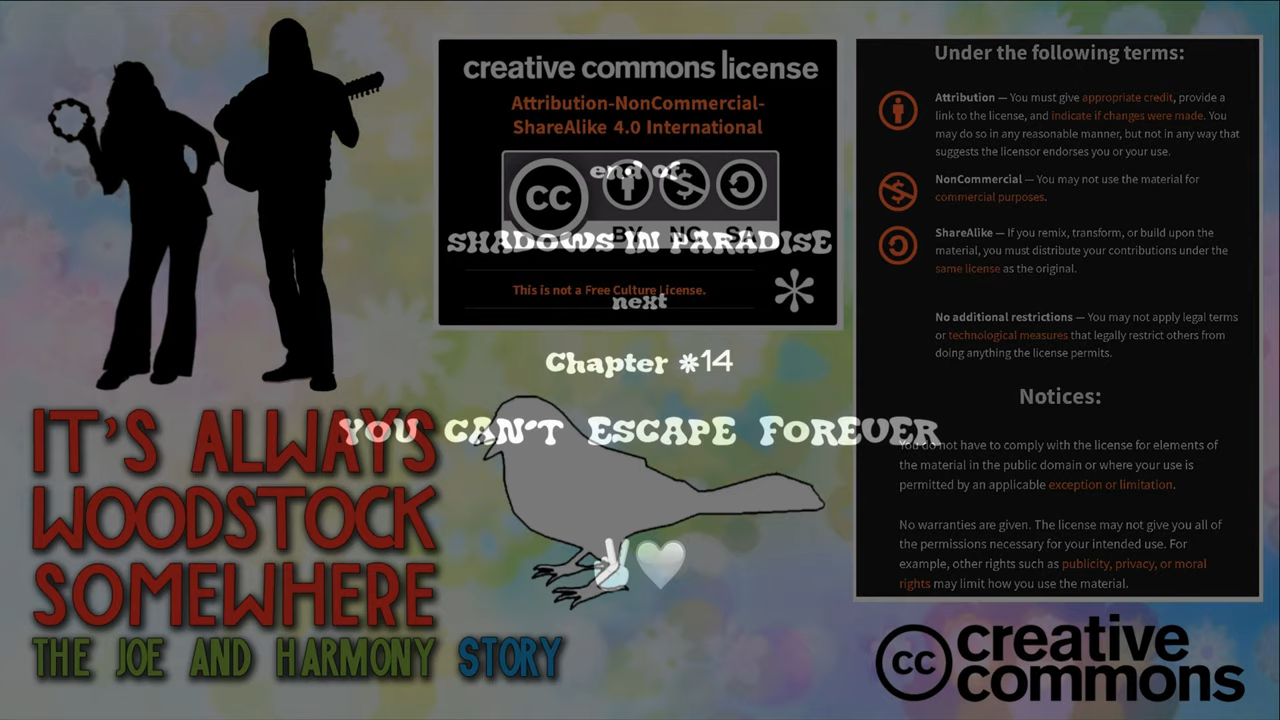 creative commons license
Attribution-NonCommercial-
ShareAlike 4.0 International
cc
BY NC SA
This is not a Free Culture License.
end of
SHADOWS IN PARADISE
next
Chapter #14
YOU CAN'T ESCAPE FOREVER
IT'S ALWAYS
WOODSTOCK
SOMEWHERE
THE JOE AND HARMONY STORY
Under the following terms:
Attribution — You must give appropriate credit, provide a
link to the license, and indicate if changes were made. You
may do so in any reasonable manner, but not in any way that
suggests the licensor endorses you or your use.
NonCommercial — You may not use the material for
commercial purposes.
ShareAlike — If you remix, transform, or build upon the
material, you must distribute your contributions under the
same license as the original.
No additional restrictions — You may not apply legal terms
or technological measures that legally restrict others from
doing anything the license permits.
Notices:
You do not have to comply with the license for elements of
the material in the public domain or where your use is
permitted by an applicable exception or limitation.
No warranties are given. The license may not give you all of
the permissions necessary for your intended use. For
example, other rights such as publicity, privacy, or moral
rights may limit how you use the material.
cc creative
commons